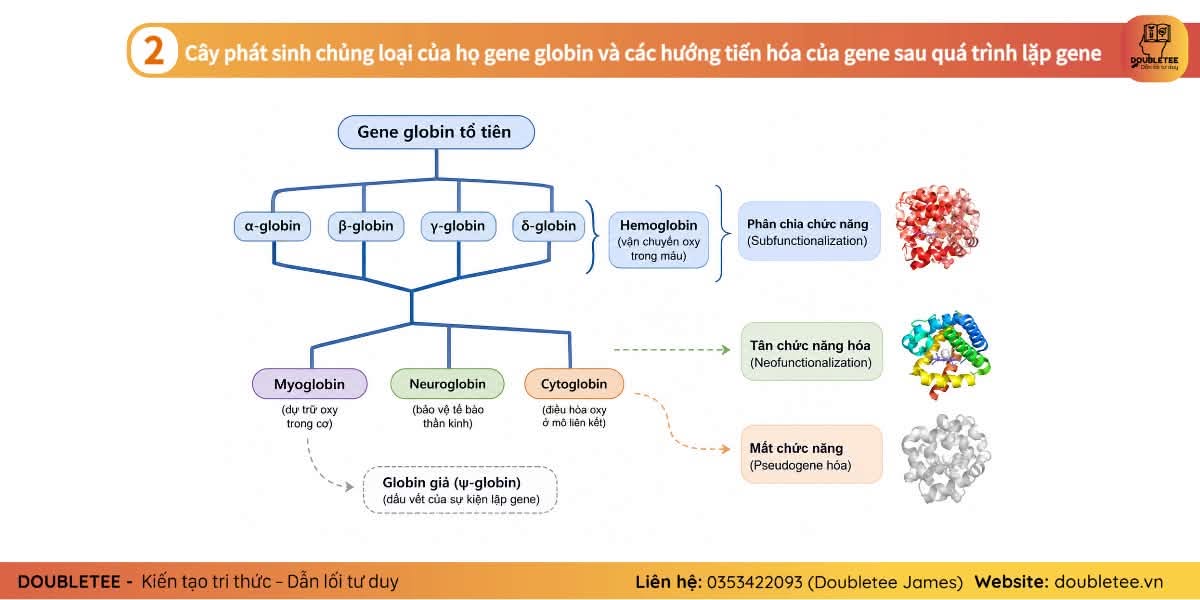 2 Cây phát sinh chủng loại của họ gene globin và các hướng tiến hóa của gene sau quá trình lặp gene
DOUBLETEE
Dẫn lối tư duy
Gene globin tổ tiên
α-globin
β-globin
γ-globin
δ-globin
Hemoglobin
(vận chuyển oxy
trong máu)
Phân chia chức năng
(Subfunctionalization)
Tân chức năng hóa
(Neofunctionalization)
Myoglobin
(dự trữ oxy
trong cơ)
Neuroglobin
(bảo vệ tế bào
thần kinh)
Cytoglobin
(điều hòa oxy
ở mô liên kết)
Mất chức năng
(Pseudogene hóa)
Globin giả (ψ-globin)
(dấu vết của sự kiện lặp gene)
DOUBLETEE - Kiến tạo tri thức – Dẫn lối tư duy
Liên hệ: 0353422093 (Doubletee James) Website: doubletee.vn